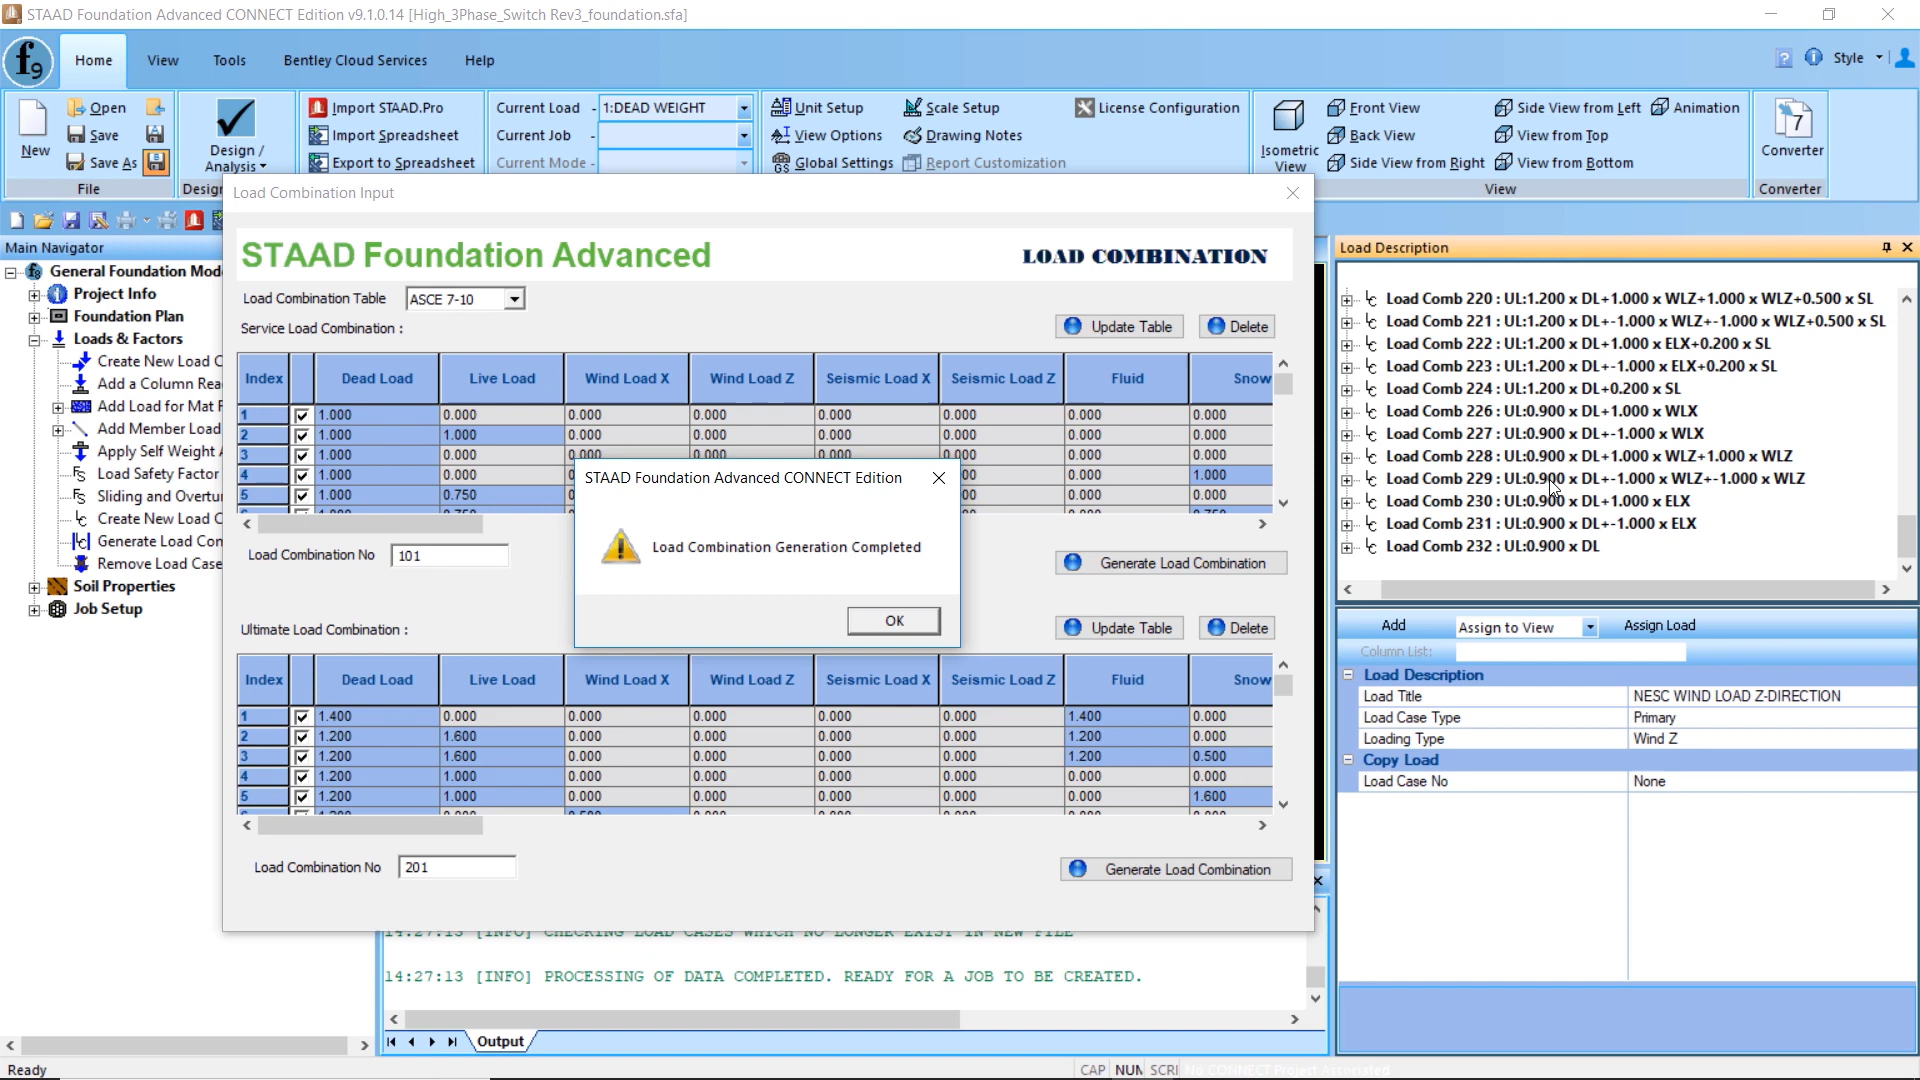 STAAD Foundation Advanced CONNECT Edition v9.1.0.14 [High_3Phase_Switch Rev3_foundation.sfa]
f9 Home View Tools Bentley Cloud Services Help Style
New Open Save Save As File
Design / Analysis Desig
Import STAAD.Pro
Import Spreadsheet
Export to Spreadsheet
Current Load - 1:DEAD WEIGHT
Current Job -
Current Mode -
Unit Setup Scale Setup License Configuration
View Options Drawing Notes
Global Settings Report Customization
Isometric View
Front View Side View from Left Animation
Back View View from Top
Side View from Right View from Bottom
View
7 Converter
Converter
Main Navigator
General Foundation Mod
Project Info
Foundation Plan
Loads & Factors
Create New Load C
Add a Column Rea
Add Load for Mat F
Add Member Load
Apply Self Weight
Load Safety Factor
Sliding and Overtu
Create New Load C
Generate Load Con
Remove Load Case
Soil Properties
Job Setup
Load Combination Input
STAAD Foundation Advanced LOAD COMBINATION
Load Combination Table ASCE 7-10
Service Load Combination : Update Table Delete
Index Dead Load Live Load Wind Load X Wind Load Z Seismic Load X Seismic Load Z Fluid Snow
1 1.000 0.000 0.000 0.000 0.000 0.000 0.000 0.000
2 1.000 1.000 0.000 0.000 0.000 0.000 0.000 0.000
3 1.000 0.000 0.000 0.000 0.000 0.000 0.000 0.000
4 1.000 0.000 0.000 1.000
5 1.000 0.750 0.000 0.000
Load Combination No 101 Generate Load Combination
STAAD Foundation Advanced CONNECT Edition
Load Combination Generation Completed
OK
Ultimate Load Combination : Update Table Delete
Index Dead Load Live Load Wind Load X Wind Load Z Seismic Load X Seismic Load Z Fluid Snow
1 1.400 0.000 0.000 0.000 0.000 0.000 1.400 0.000
2 1.200 1.600 0.000 0.000 0.000 0.000 1.200 0.000
3 1.200 1.600 0.000 0.000 0.000 0.000 1.200 0.500
4 1.200 1.000 0.000 0.000 0.000 0.000 0.000 0.000
5 1.200 1.000 0.000 0.000 0.000 0.000 0.000 1.600
Load Combination No 201 Generate Load Combination
14:27:13 [INFO] CHECKING LOAD CASES WHICH NO LONGER EXIST IN NEW FILE
14:27:13 [INFO] PROCESSING OF DATA COMPLETED. READY FOR A JOB TO BE CREATED.
Output
Load Description
Load Comb 220 : UL:1.200 x DL+1.000 x WLZ+1.000 x WLZ+0.500 x SL
Load Comb 221 : UL:1.200 x DL+-1.000 x WLZ+-1.000 x WLZ+0.500 x SL
Load Comb 222 : UL:1.200 x DL+1.000 x ELX+0.200 x SL
Load Comb 223 : UL:1.200 x DL+-1.000 x ELX+0.200 x SL
Load Comb 224 : UL:1.200 x DL+0.200 x SL
Load Comb 226 : UL:0.900 x DL+1.000 x WLX
Load Comb 227 : UL:0.900 x DL+-1.000 x WLX
Load Comb 228 : UL:0.900 x DL+1.000 x WLZ+1.000 x WLZ
Load Comb 229 : UL:0.900 x DL+-1.000 x WLZ+-1.000 x WLZ
Load Comb 230 : UL:0.900 x DL+1.000 x ELX
Load Comb 231 : UL:0.900 x DL+-1.000 x ELX
Load Comb 232 : UL:0.900 x DL
Add Assign to View Assign Load
Column List:
Load Description
Load Title NESC WIND LOAD Z-DIRECTION
Load Case Type Primary
Loading Type Wind Z
Copy Load
Load Case No None
Ready CAP NUM SCRI No CONNECT Project Associated